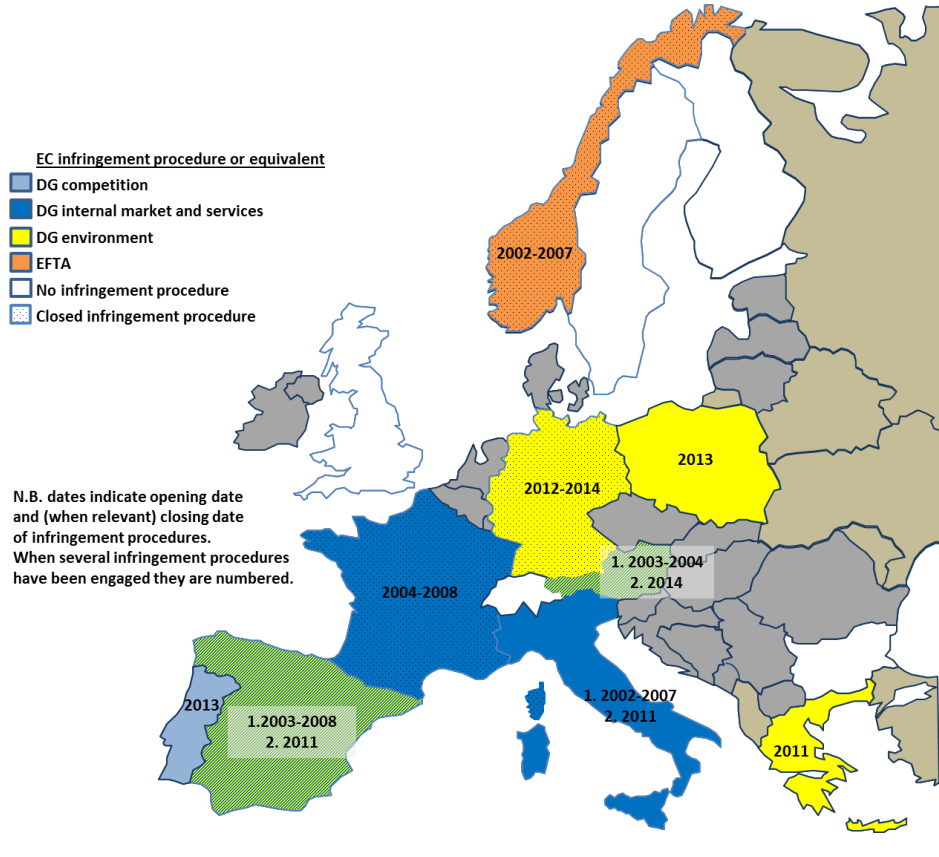 EC infringement procedure or equivalent
DG competition
DG internal market and services
DG environment
EFTA
No infringement procedure
Closed infringement procedure
2002-2007
N.B. dates indicate opening date
and (when relevant) closing date
of infringement procedures.
When several infringement procedures
have been engaged they are numbered.
2013
2012-2014
1. 2003-2004
2. 2014
2004-2008
2013
1.2003-2008
2. 2011
1. 2002-2007
2. 2011
2011